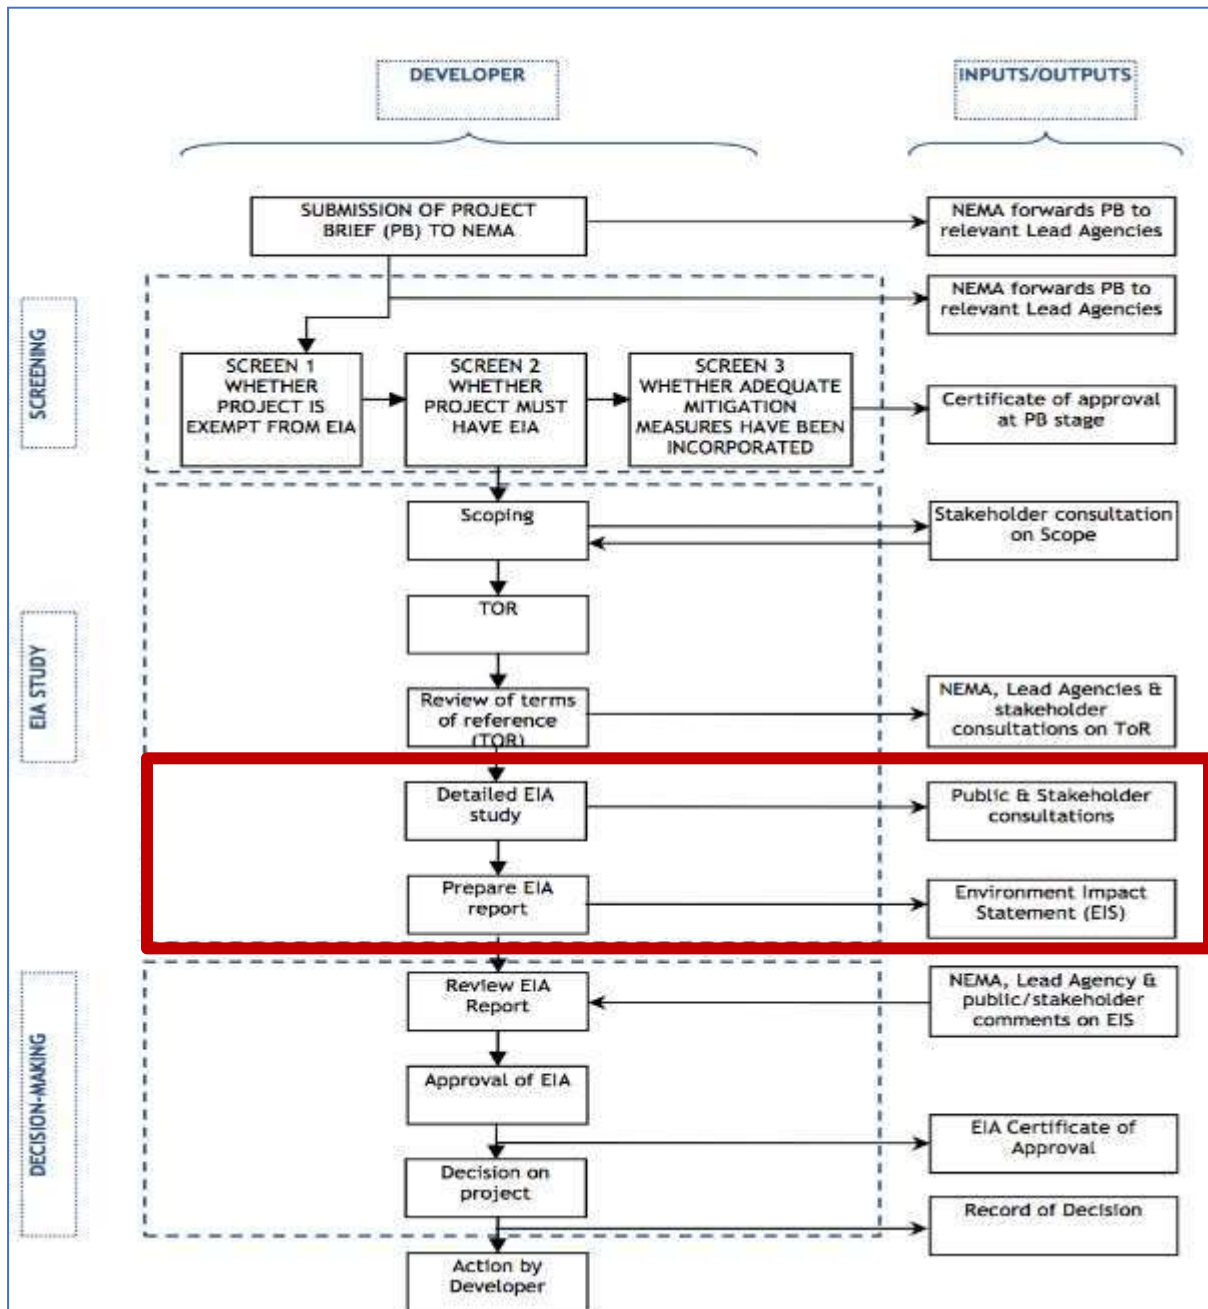 DEVELOPER
INPUTS/OUTPUTS
SUBMISSION OF PROJECT
BRIEF (PB) TO NEMA
NEMA forwards PB to
relevant Lead Agencies
NEMA forwards PB to
relevant Lead Agencies
SCREENING
SCREEN 1
WHETHER
PROJECT IS
EXEMPT FROM EIA
SCREEN 2
WHETHER
PROJECT MUST
HAVE EIA
SCREEN 3
WHETHER ADEQUATE
MITIGATION
MEASURES HAVE BEEN
INCORPORATED
Certificate of approval
at PB stage
EIA STUDY
Scoping
Stakeholder consultation
on Scope
TOR
Review of terms
of reference
(TOR)
NEMA, Lead Agencies &
stakeholder
consultations on ToR
Detailed EIA
study
Public & Stakeholder
consultations
Prepare EIA
report
Environment Impact
Statement (EIS)
DECISION-MAKING
Review EIA
Report
NEMA, Lead Agency &
public/stakeholder
comments on EIS
Approval of EIA
EIA Certificate of
Approval
Decision on
project
Record of Decision
Action by
Developer